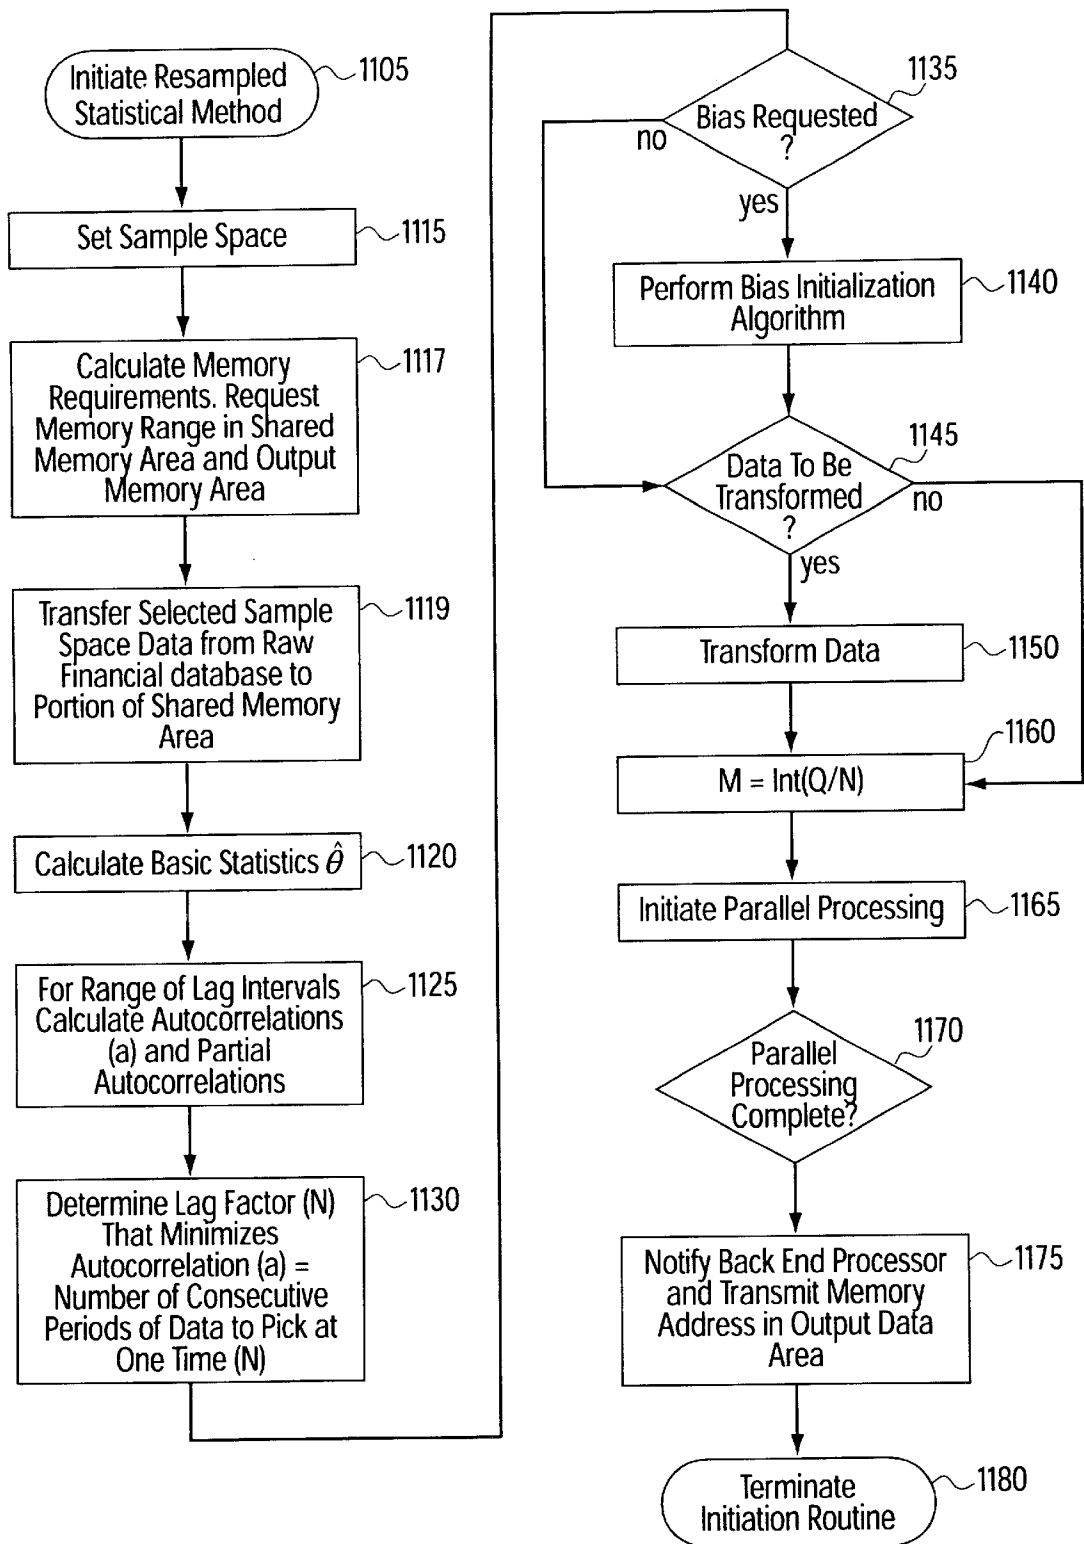 Initiate Resampled
Statistical Method
1105
Set Sample Space
1115
Calculate Memory
Requirements. Request
Memory Range in Shared
Memory Area and Output
Memory Area
1117
Transfer Selected Sample
Space Data from Raw
Financial database to
Portion of Shared Memory
Area
1119
Calculate Basic Statistics θ̂
1120
For Range of Lag Intervals
Calculate Autocorrelations
(a) and Partial
Autocorrelations
1125
Determine Lag Factor (N)
That Minimizes
Autocorrelation (a) =
Number of Consecutive
Periods of Data to Pick at
One Time (N)
1130
Bias Requested
?
1135
no
yes
Perform Bias Initialization
Algorithm
1140
Data To Be
Transformed
?
1145
no
yes
Transform Data
1150
M = Int(Q/N)
1160
Initiate Parallel Processing
1165
Parallel
Processing
Complete?
1170
Notify Back End Processor
and Transmit Memory
Address in Output Data
Area
1175
Terminate
Initiation Routine
1180